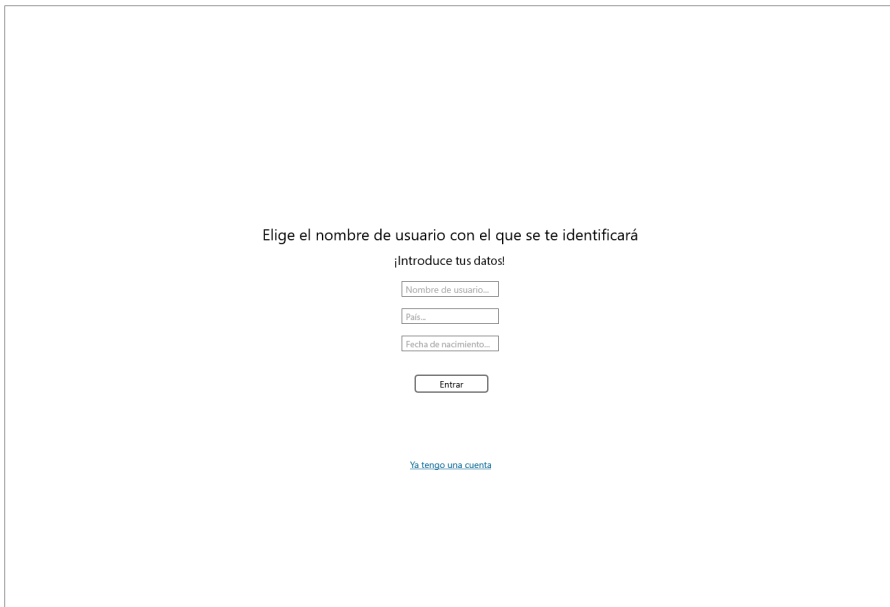 Elige el nombre de usuario con el que se te identificará
¡Introduce tus datos!
Nombre de usuario...
País...
Fecha de nacimiento...
Entrar
Ya tengo una cuenta